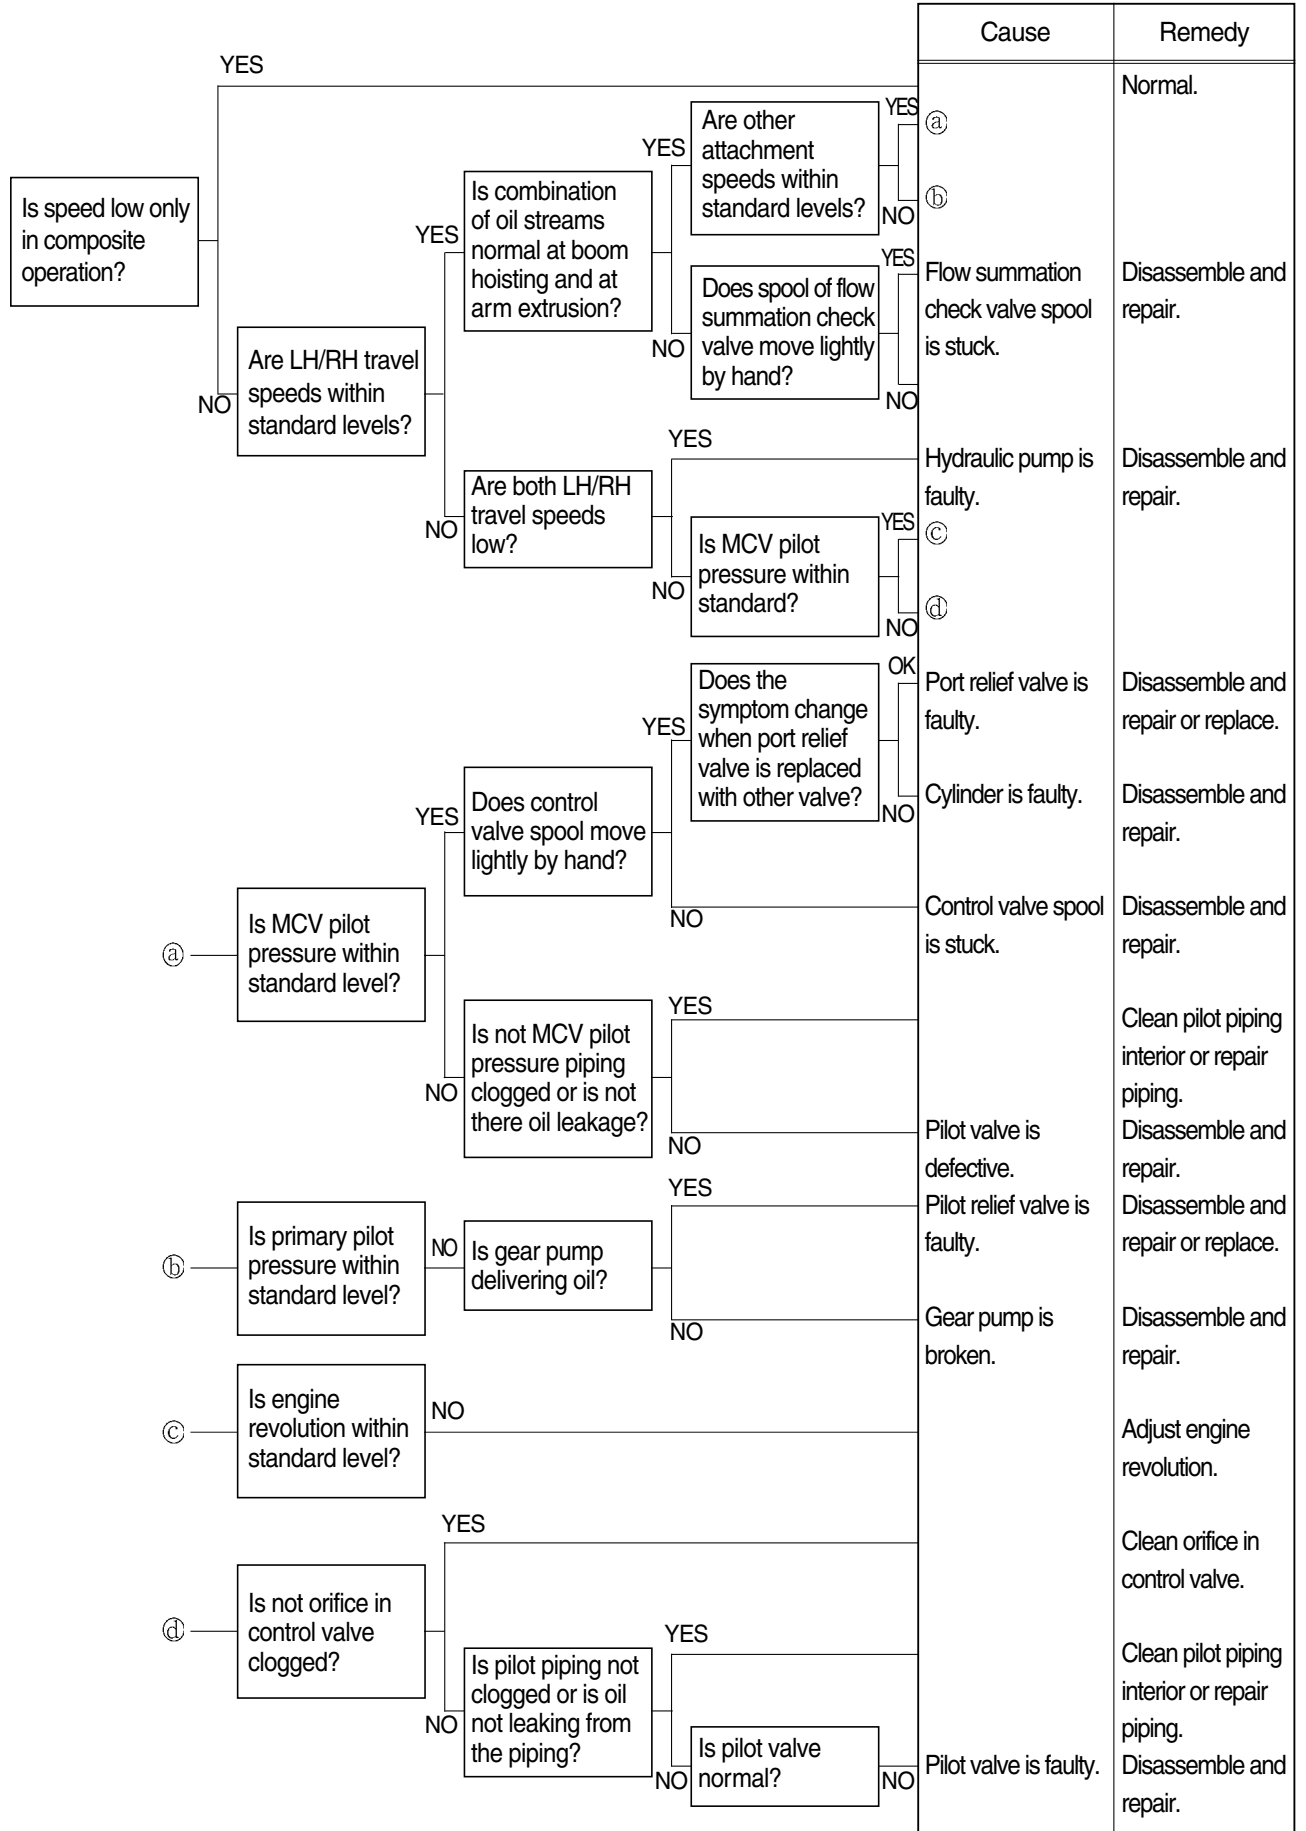 Cause
Remedy
YES
Normal.
Is speed low only
in composite
operation?
NO
Are LH/RH travel
speeds within
standard levels?
YES
Is combination
of oil streams
normal at boom
hoisting and at
arm extrusion?
YES
Are other
attachment
speeds within
standard levels?
YES
ⓐ
NO
ⓑ
NO
Does spool of flow
summation check
valve move lightly
by hand?
YES
Flow summation
check valve spool
is stuck.
Disassemble and
repair.
NO
NO
Are both LH/RH
travel speeds
low?
YES
Hydraulic pump is
faulty.
Disassemble and
repair.
NO
Is MCV pilot
pressure within
standard?
YES
ⓒ
NO
ⓓ
ⓐ
Is MCV pilot
pressure within
standard level?
YES
Does control
valve spool move
lightly by hand?
YES
Does the
symptom change
when port relief
valve is replaced
with other valve?
OK
Port relief valve is
faulty.
Disassemble and
repair or replace.
NO
Cylinder is faulty.
Disassemble and
repair.
NO
Control valve spool
is stuck.
Disassemble and
repair.
NO
Is not MCV pilot
pressure piping
clogged or is not
there oil leakage?
YES
Clean pilot piping
interior or repair
piping.
NO
Pilot valve is
defective.
Disassemble and
repair.
ⓑ
Is primary pilot
pressure within
standard level?
NO
Is gear pump
delivering oil?
YES
Pilot relief valve is
faulty.
Disassemble and
repair or replace.
NO
Gear pump is
broken.
Disassemble and
repair.
ⓒ
Is engine
revolution within
standard level?
NO
Adjust engine
revolution.
ⓓ
Is not orifice in
control valve
clogged?
YES
Clean orifice in
control valve.
NO
Is pilot piping not
clogged or is oil
not leaking from
the piping?
YES
Clean pilot piping
interior or repair
piping.
NO
Is pilot valve
normal?
NO
Pilot valve is faulty.
Disassemble and
repair.